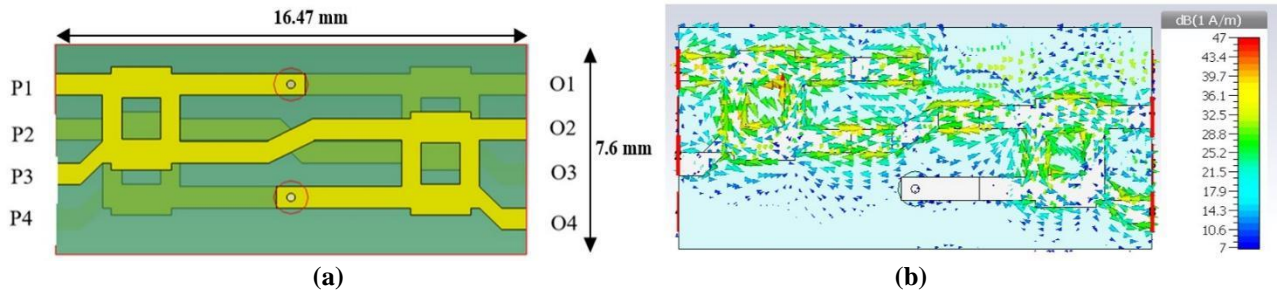 16.47 mm
P1
P2
P3
P4
O1
O2
O3
O4
7.6 mm
(a)
dB(1 A/m)
47
43.4
39.7
36.1
32.5
28.8
25.2
21.5
17.9
14.3
10.6
7
(b)